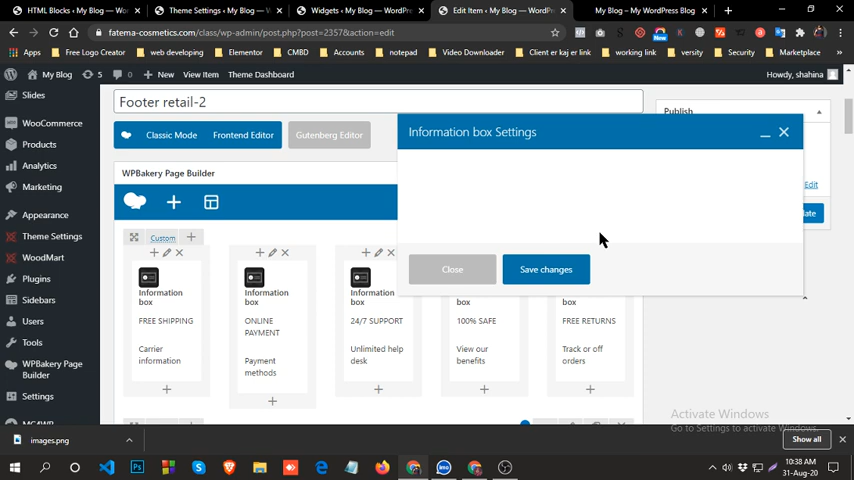 HTML Blocks ‹ My Blog — Wor
Theme Settings ‹ My Blog — Wor
Widgets ‹ My Blog — WordPre
Edit Item ‹ My Blog — WordPres
My Blog – My WordPress Blog
fatema-cosmetics.com/class/wp-admin/post.php?post=2357&action=edit
Apps
Free Logo Creator
web developing
Elementor
CMBD
Accounts
notepad
Video Downloader
Client er kaj er link
working link
versity
Security
Marketplace
My Blog
5
0
New
View Item
Theme Dashboard
Howdy, shahina
Slides
WooCommerce
Products
Analytics
Marketing
Appearance
Theme Settings
WoodMart
Plugins
Sidebars
Users
Tools
WPBakery Page
Builder
Settings
MC4WP
Footer retail-2
Classic Mode
Frontend Editor
Gutenberg Editor
Publish
Edit
WPBakery Page Builder
Information box Settings
Close
Save changes
Custom
Information
box
FREE SHIPPING
Carrier
information
Information
box
ONLINE
PAYMENT
Payment
methods
Information
box
24/7 SUPPORT
Unlimited help
desk
box
100% SAFE
View our
benefits
box
FREE RETURNS
Track or off
orders
Activate Windows
Go to Settings to activate Windows.
images.png
Show all
10:38 AM
31-Aug-20